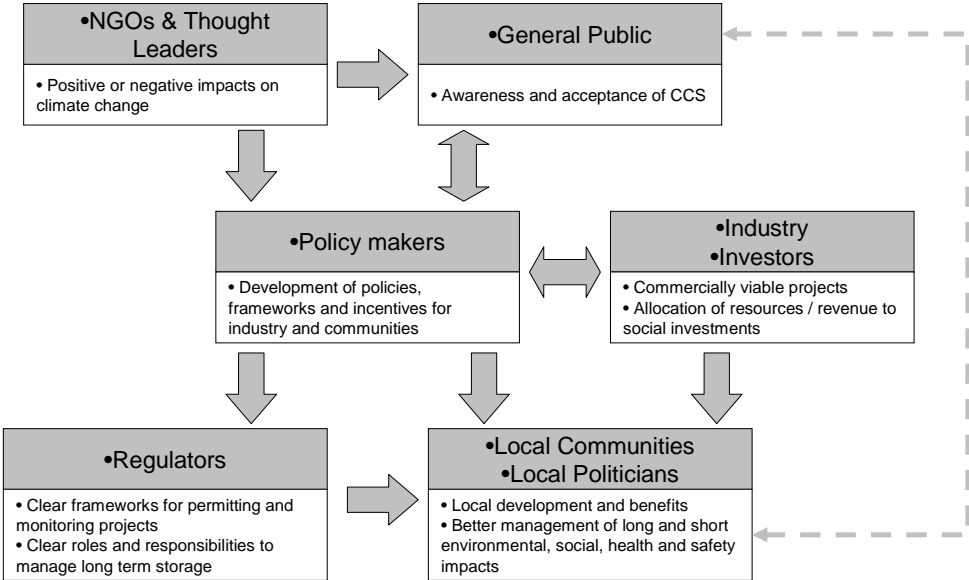 •NGOs & Thought
Leaders
• Positive or negative impacts on
climate change
•General Public
• Awareness and acceptance of CCS
•Policy makers
• Development of policies,
frameworks and incentives for
industry and communities
•Industry
•Investors
• Commercially viable projects
• Allocation of resources / revenue to
social investments
•Regulators
• Clear frameworks for permitting and
monitoring projects
• Clear roles and responsibilities to
manage long term storage
•Local Communities
•Local Politicians
• Local development and benefits
• Better management of long and short
environmental, social, health and safety
impacts